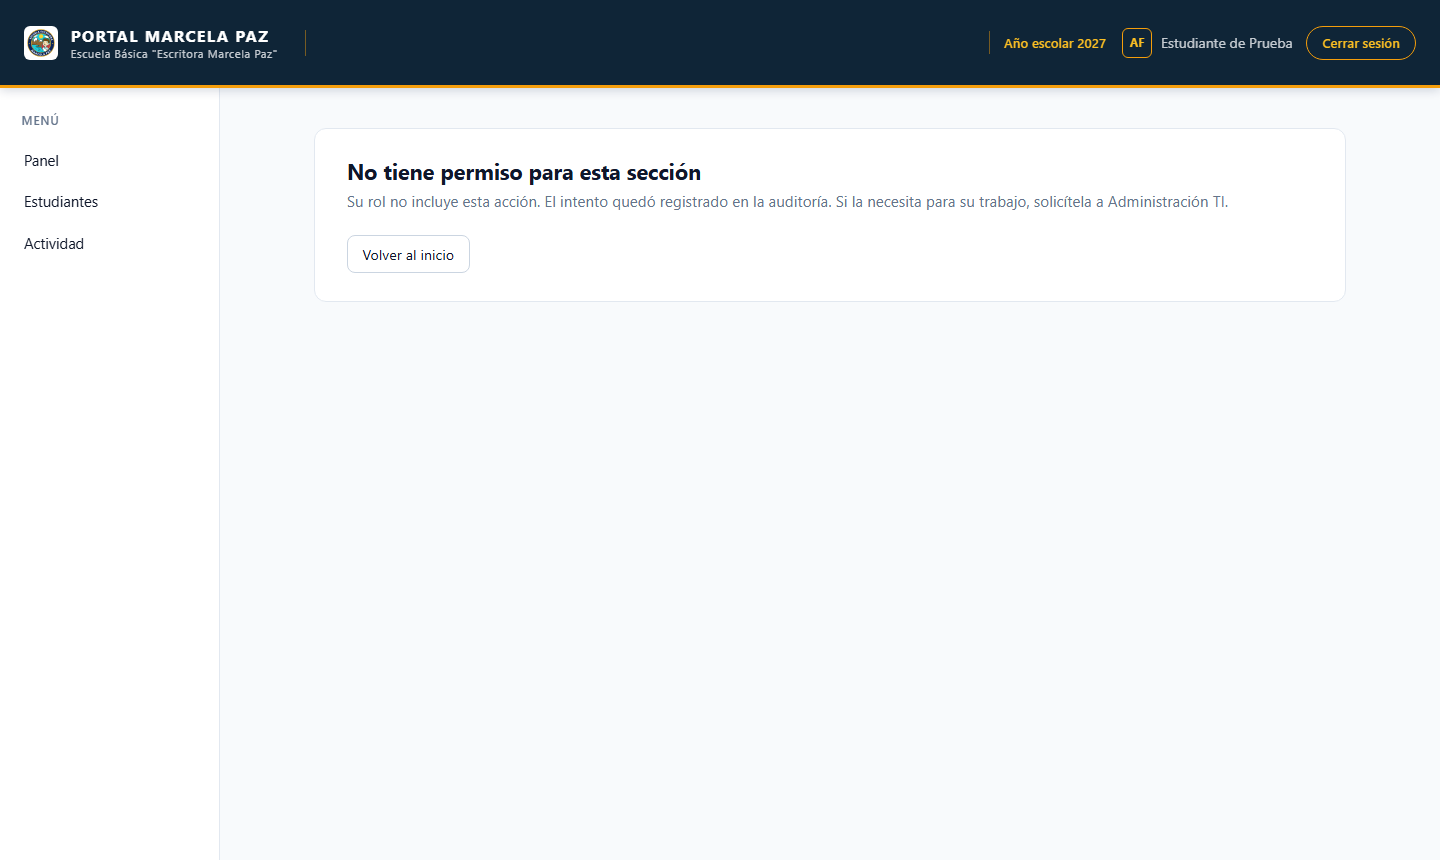 PORTAL MARCELA PAZ
Escuela Básica "Escritora Marcela Paz"
Año escolar 2027
AF
Estudiante de Prueba
Cerrar sesión
MENÚ
Panel
Estudiantes
Actividad
No tiene permiso para esta sección
Su rol no incluye esta acción. El intento quedó registrado en la auditoría. Si la necesita para su trabajo, solicítela a Administración TI.
Volver al inicio